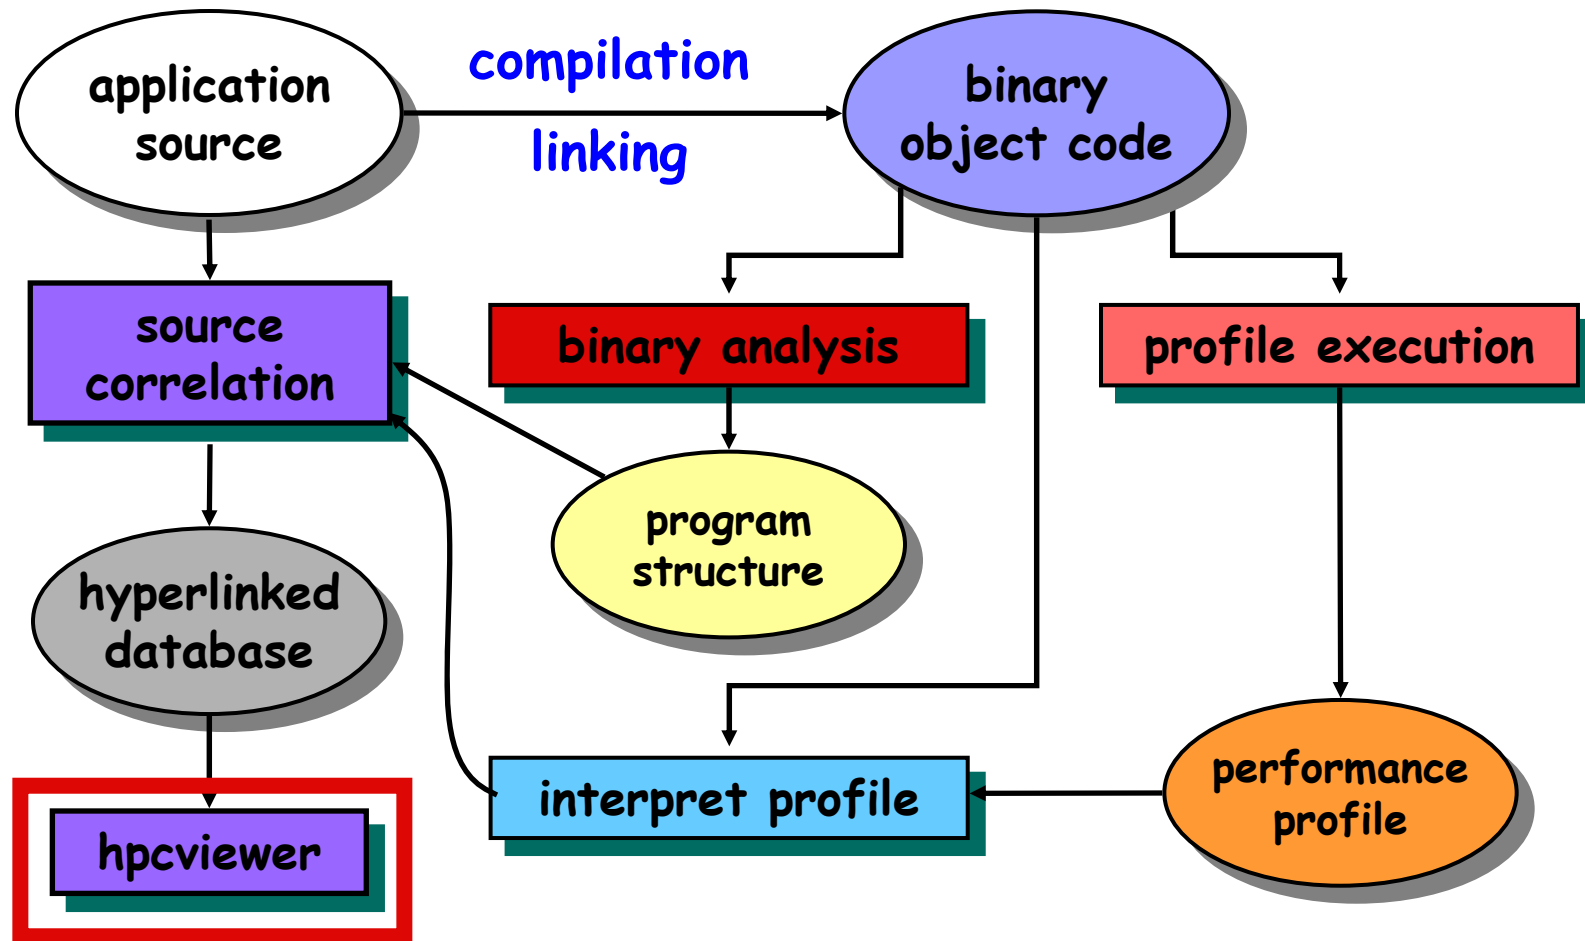 application
source
compilation
linking
binary
object code
source
correlation
binary analysis
profile execution
program
structure
hyperlinked
database
interpret profile
performance
profile
hpcviewer